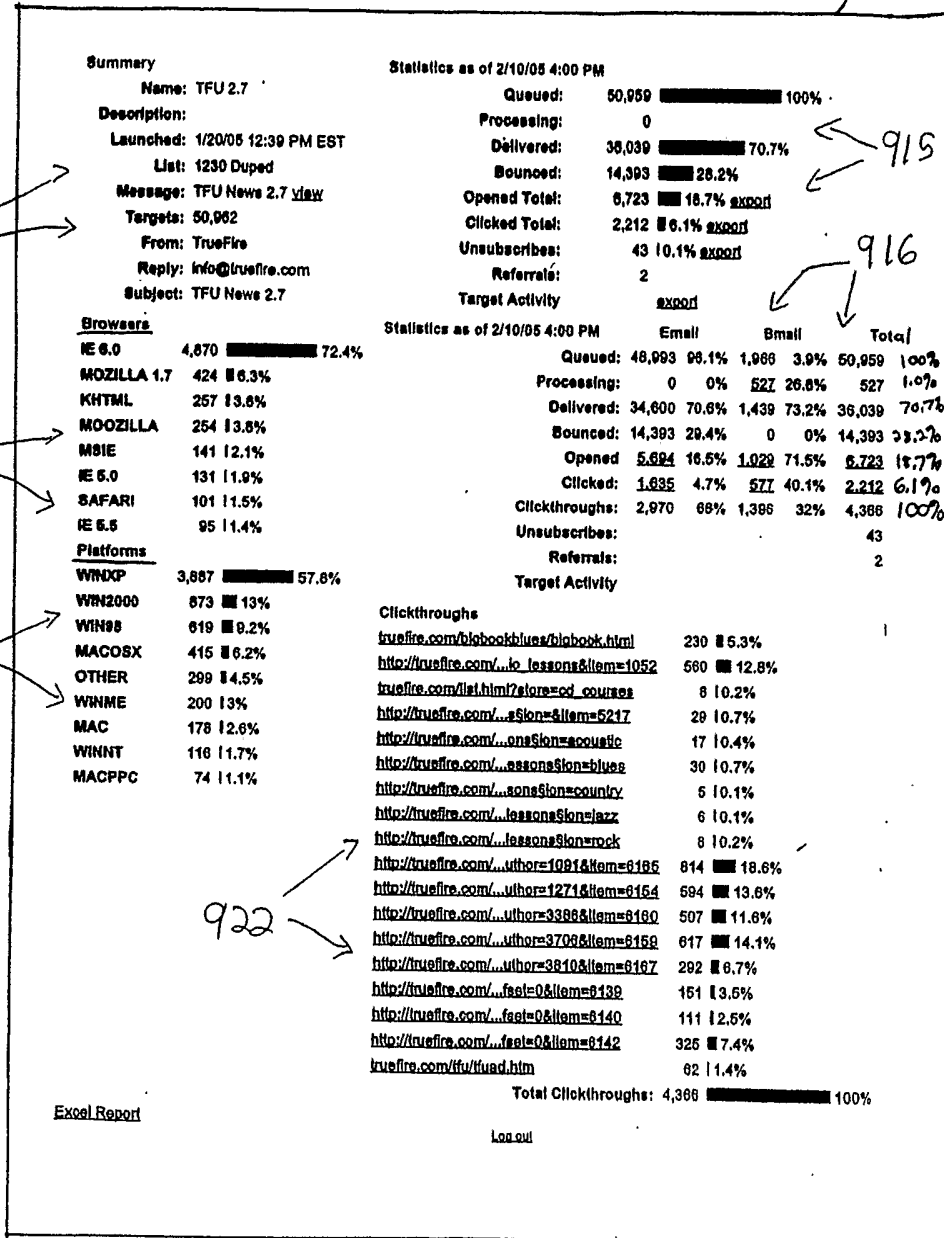 Summary
Name: TFU 2.7
Description:
Launched: 1/20/05 12:39 PM EST
List: 1230 Duped
Message: TFU News 2.7 view
Targets: 50,962
From: TrueFire
Reply: info@truefire.com
Subject: TFU News 2.7
Statistics as of 2/10/05 4:00 PM
Queued: 50,959 100%
Processing: 0
Delivered: 36,039 70.7%
Bounced: 14,393 28.2%
Opened Total: 6,723 18.7% export
Clicked Total: 2,212 6.1% export
Unsubscribes: 43 0.1% export
Referrals: 2
Target Activity export
915
916
Browsers
IE 6.0 4,870 72.4%
MOZILLA 1.7 424 6.3%
KHTML 257 3.8%
MOOZILLA 254 3.8%
MSIE 141 2.1%
IE 5.0 131 1.9%
SAFARI 101 1.5%
IE 5.5 95 1.4%
Platforms
WINXP 3,887 57.8%
WIN2000 873 13%
WIN98 619 9.2%
MACOSX 415 6.2%
OTHER 299 4.5%
WINME 200 3%
MAC 178 2.6%
WINNT 116 1.7%
MACPPC 74 1.1%
Statistics as of 2/10/05 4:00 PM Email Bmail Total
Queued: 48,993 96.1% 1,966 3.9% 50,959 100%
Processing: 0 0% 527 26.8% 527 1.0%
Delivered: 34,600 70.6% 1,439 73.2% 36,039 70.7%
Bounced: 14,393 29.4% 0 0% 14,393 28.2%
Opened 5,694 16.5% 1,029 71.5% 6,723 18.7%
Clicked: 1,635 4.7% 577 40.1% 2,212 6.1%
Clickthroughs: 2,970 68% 1,396 32% 4,366 100%
Unsubscribes: 43
Referrals: 2
Target Activity
Clickthroughs
truefire.com/bigbookblues/bigbook.html 230 5.3%
http://truefire.com/...io_lessons&item=1052 560 12.8%
truefire.com/list.html?store=cd_courses 8 0.2%
http://truefire.com/...s§ion=&item=5217 29 0.7%
http://truefire.com/...ons§ion=acoustic 17 0.4%
http://truefire.com/...essons§ion=blues 30 0.7%
http://truefire.com/...sons§ion=country 5 0.1%
http://truefire.com/...lessons§ion=jazz 6 0.1%
http://truefire.com/...lessons§ion=rock 8 0.2%
http://truefire.com/...uthor=1091&item=6165 814 18.6%
http://truefire.com/...uthor=1271&item=6154 594 13.6%
http://truefire.com/...uthor=3386&item=6160 507 11.6%
http://truefire.com/...uthor=3706&item=6159 617 14.1%
http://truefire.com/...uthor=3810&item=6167 292 6.7%
http://truefire.com/...fset=0&item=6139 151 3.5%
http://truefire.com/...fset=0&item=6140 111 2.5%
http://truefire.com/...fset=0&item=6142 325 7.4%
truefire.com/tfu/tfuad.htm 62 1.4%
Total Clickthroughs: 4,366 100%
922
Excel Report
Log out